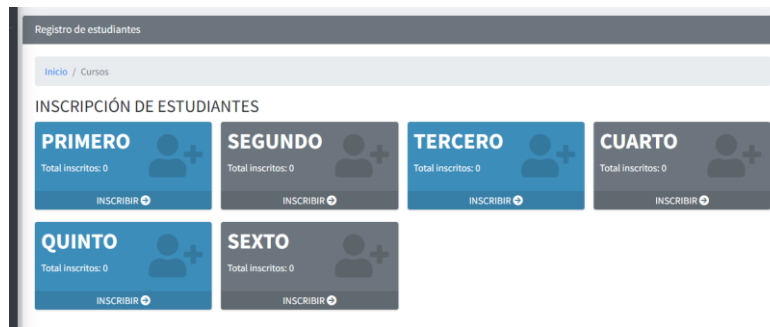 Registro de estudiantes
Inicio / Cursos
INSCRIPCIÓN DE ESTUDIANTES
PRIMERO
Total inscritos: 0
INSCRIBIR
SEGUNDO
Total inscritos: 0
INSCRIBIR
TERCERO
Total inscritos: 0
INSCRIBIR
CUARTO
Total inscritos: 0
INSCRIBIR
QUINTO
Total inscritos: 0
INSCRIBIR
SEXTO
Total inscritos: 0
INSCRIBIR